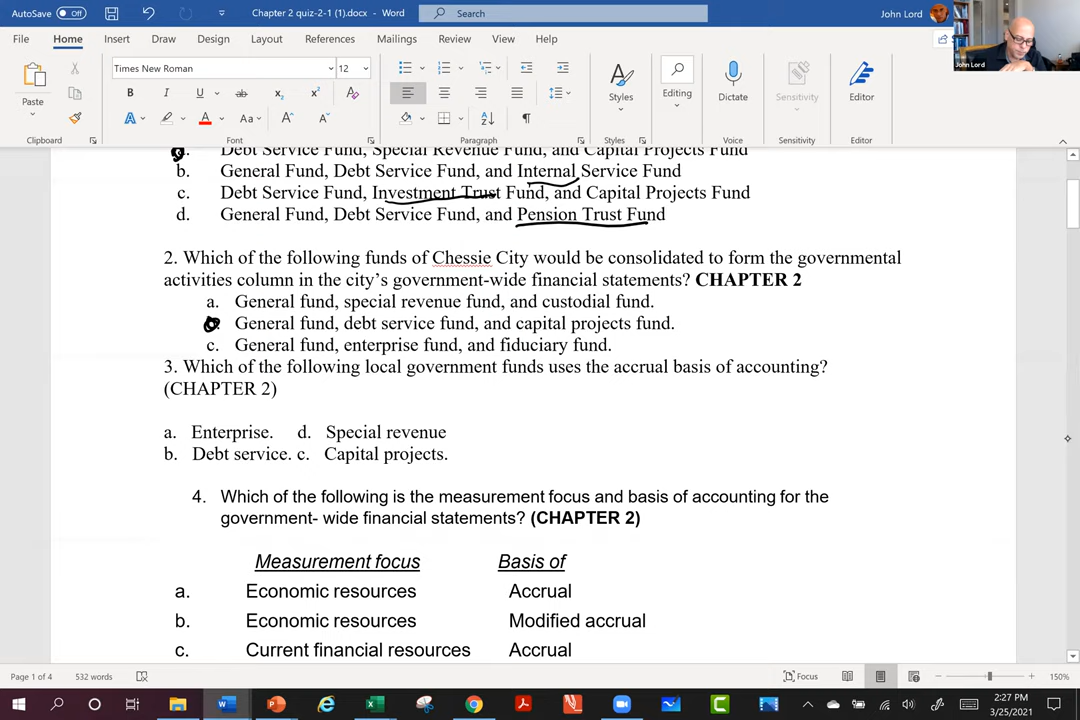 AutoSave Off Chapter 2 quiz-2-1 (1).docx - Word Search John Lord
File Home Insert Draw Design Layout References Mailings Review View Help
Times New Roman 12
Paste Styles Editing Dictate Sensitivity Editor
John Lord
Clipboard Font Paragraph Styles Voice Sensitivity Editor
Debt Service Fund, Special Revenue Fund, and Capital Projects Fund
b. General Fund, Debt Service Fund, and Internal Service Fund
c. Debt Service Fund, Investment Trust Fund, and Capital Projects Fund
d. General Fund, Debt Service Fund, and Pension Trust Fund
2. Which of the following funds of Chessie City would be consolidated to form the governmental
activities column in the city's government-wide financial statements? CHAPTER 2
a. General fund, special revenue fund, and custodial fund.
General fund, debt service fund, and capital projects fund.
c. General fund, enterprise fund, and fiduciary fund.
3. Which of the following local government funds uses the accrual basis of accounting?
(CHAPTER 2)
a. Enterprise. d. Special revenue
b. Debt service. c. Capital projects.
4. Which of the following is the measurement focus and basis of accounting for the
government- wide financial statements? (CHAPTER 2)
Measurement focus Basis of
a. Economic resources Accrual
b. Economic resources Modified accrual
c. Current financial resources Accrual
Page 1 of 4 532 words Focus 150%
2:27 PM
3/25/2021